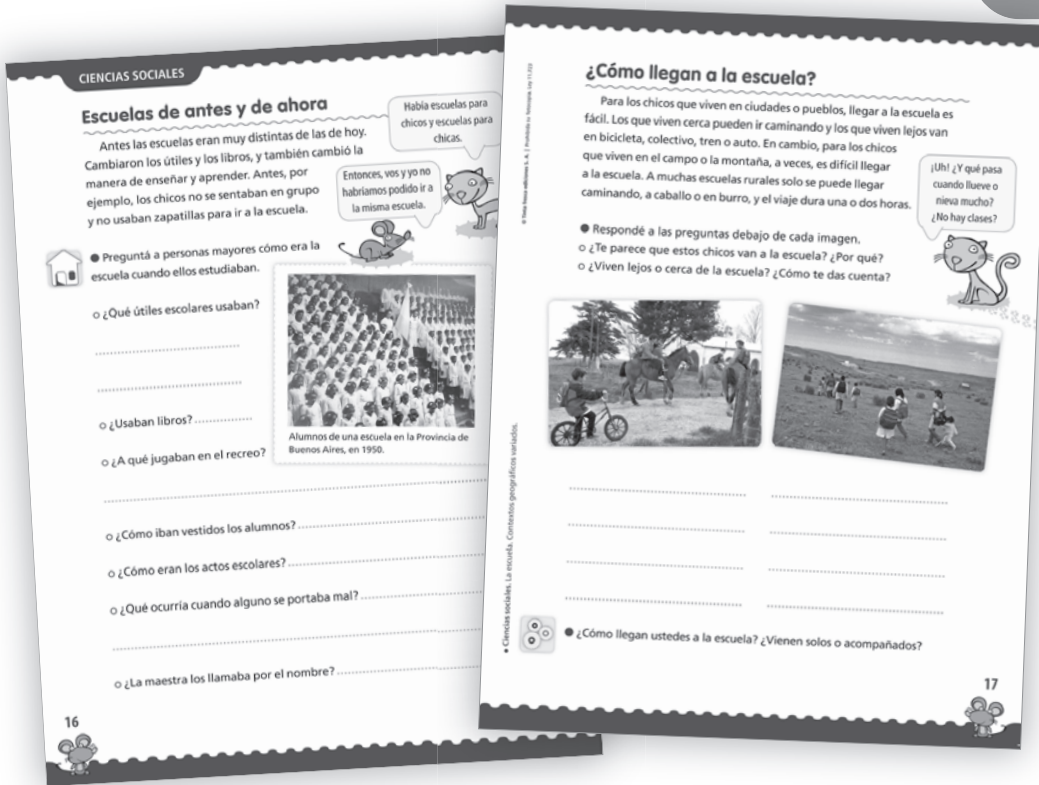 CIENCIAS SOCIALES
Escuelas de antes y de ahora
Antes las escuelas eran muy distintas de las de hoy.
Cambiaron los útiles y los libros, y también cambió la
manera de enseñar y aprender. Antes, por
ejemplo, los chicos no se sentaban en grupo
y no usaban zapatillas para ir a la escuela.
Había escuelas para
chicos y escuelas para
chicas.
Entonces, vos y yo no
habríamos podido ir a
la misma escuela.
● Preguntá a personas mayores cómo era la
escuela cuando ellos estudiaban.
○ ¿Qué útiles escolares usaban?
○ ¿Usaban libros?
○ ¿A qué jugaban en el recreo?
Alumnos de una escuela en la Provincia de
Buenos Aires, en 1950.
○ ¿Cómo iban vestidos los alumnos?
○ ¿Cómo eran los actos escolares?
○ ¿Qué ocurría cuando alguno se portaba mal?
○ ¿La maestra los llamaba por el nombre?
16
¿Cómo llegan a la escuela?
Para los chicos que viven en ciudades o pueblos, llegar a la escuela es
fácil. Los que viven cerca pueden ir caminando y los que viven lejos van
en bicicleta, colectivo, tren o auto. En cambio, para los chicos
que viven en el campo o la montaña, a veces, es difícil llegar
a la escuela. A muchas escuelas rurales solo se puede llegar
caminando, a caballo o en burro, y el viaje dura una o dos horas.
¡Uh! ¿Y qué pasa
cuando llueve o
nieva mucho?
¿No hay clases?
● Respondé a las preguntas debajo de cada imagen.
○ ¿Te parece que estos chicos van a la escuela? ¿Por qué?
○ ¿Viven lejos o cerca de la escuela? ¿Cómo te das cuenta?
● ¿Cómo llegan ustedes a la escuela? ¿Vienen solos o acompañados?
● Ciencias sociales. La escuela. Contextos geográficos variados.
17